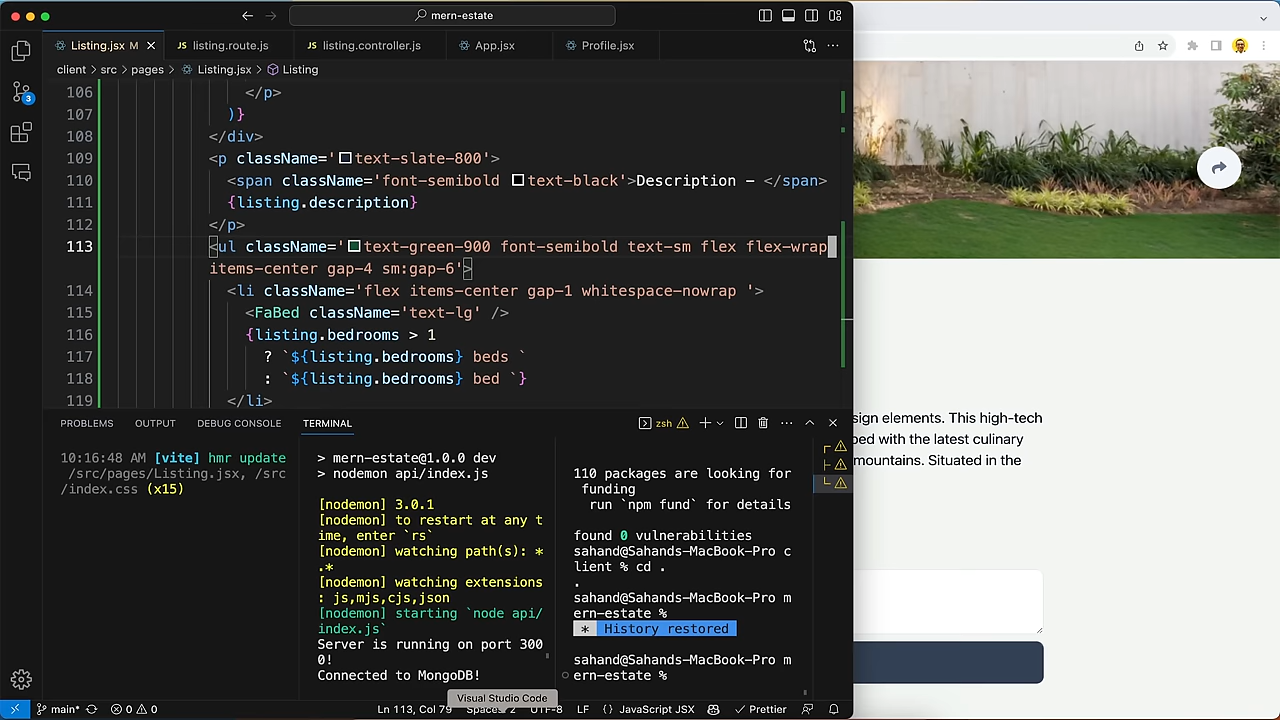 mern-estate
Listing.jsx M
listing.route.js
listing.controller.js
App.jsx
Profile.jsx
client > src > pages > Listing.jsx > Listing
3
106 </p>
107 )}
108 </div>
109 <p className='text-slate-800'>
110 <span className='font-semibold text-black'>Description - </span>
111 {listing.description}
112 </p>
113 <ul className='text-green-900 font-semibold text-sm flex flex-wrap
items-center gap-4 sm:gap-6'>
114 <li className='flex items-center gap-1 whitespace-nowrap '>
115 <FaBed className='text-lg' />
116 {listing.bedrooms > 1
117 ? `${listing.bedrooms} beds `
118 : `${listing.bedrooms} bed `}
119 </li>
sign elements. This high-tech
ped with the latest culinary
mountains. Situated in the
PROBLEMS
OUTPUT
DEBUG CONSOLE
TERMINAL
zsh
10:16:48 AM [vite] hmr update
/src/pages/Listing.jsx, /src
/index.css (x15)
> mern-estate@1.0.0 dev
> nodemon api/index.js
[nodemon] 3.0.1
[nodemon] to restart at any t
ime, enter `rs`
[nodemon] watching path(s): *
.*
[nodemon] watching extensions
: js,mjs,cjs,json
[nodemon] starting `node api/
index.js`
Server is running on port 300
0!
Connected to MongoDB!
110 packages are looking for
funding
run `npm fund` for details
found 0 vulnerabilities
sahand@Sahands-MacBook-Pro c
lient % cd .
.
sahand@Sahands-MacBook-Pro m
ern-estate %
* History restored
sahand@Sahands-MacBook-Pro m
ern-estate %
Visual Studio Code
main*
0 0
Ln 113, Col 79
Spaces: 2
UTF-8
LF
{} JavaScript JSX
Prettier